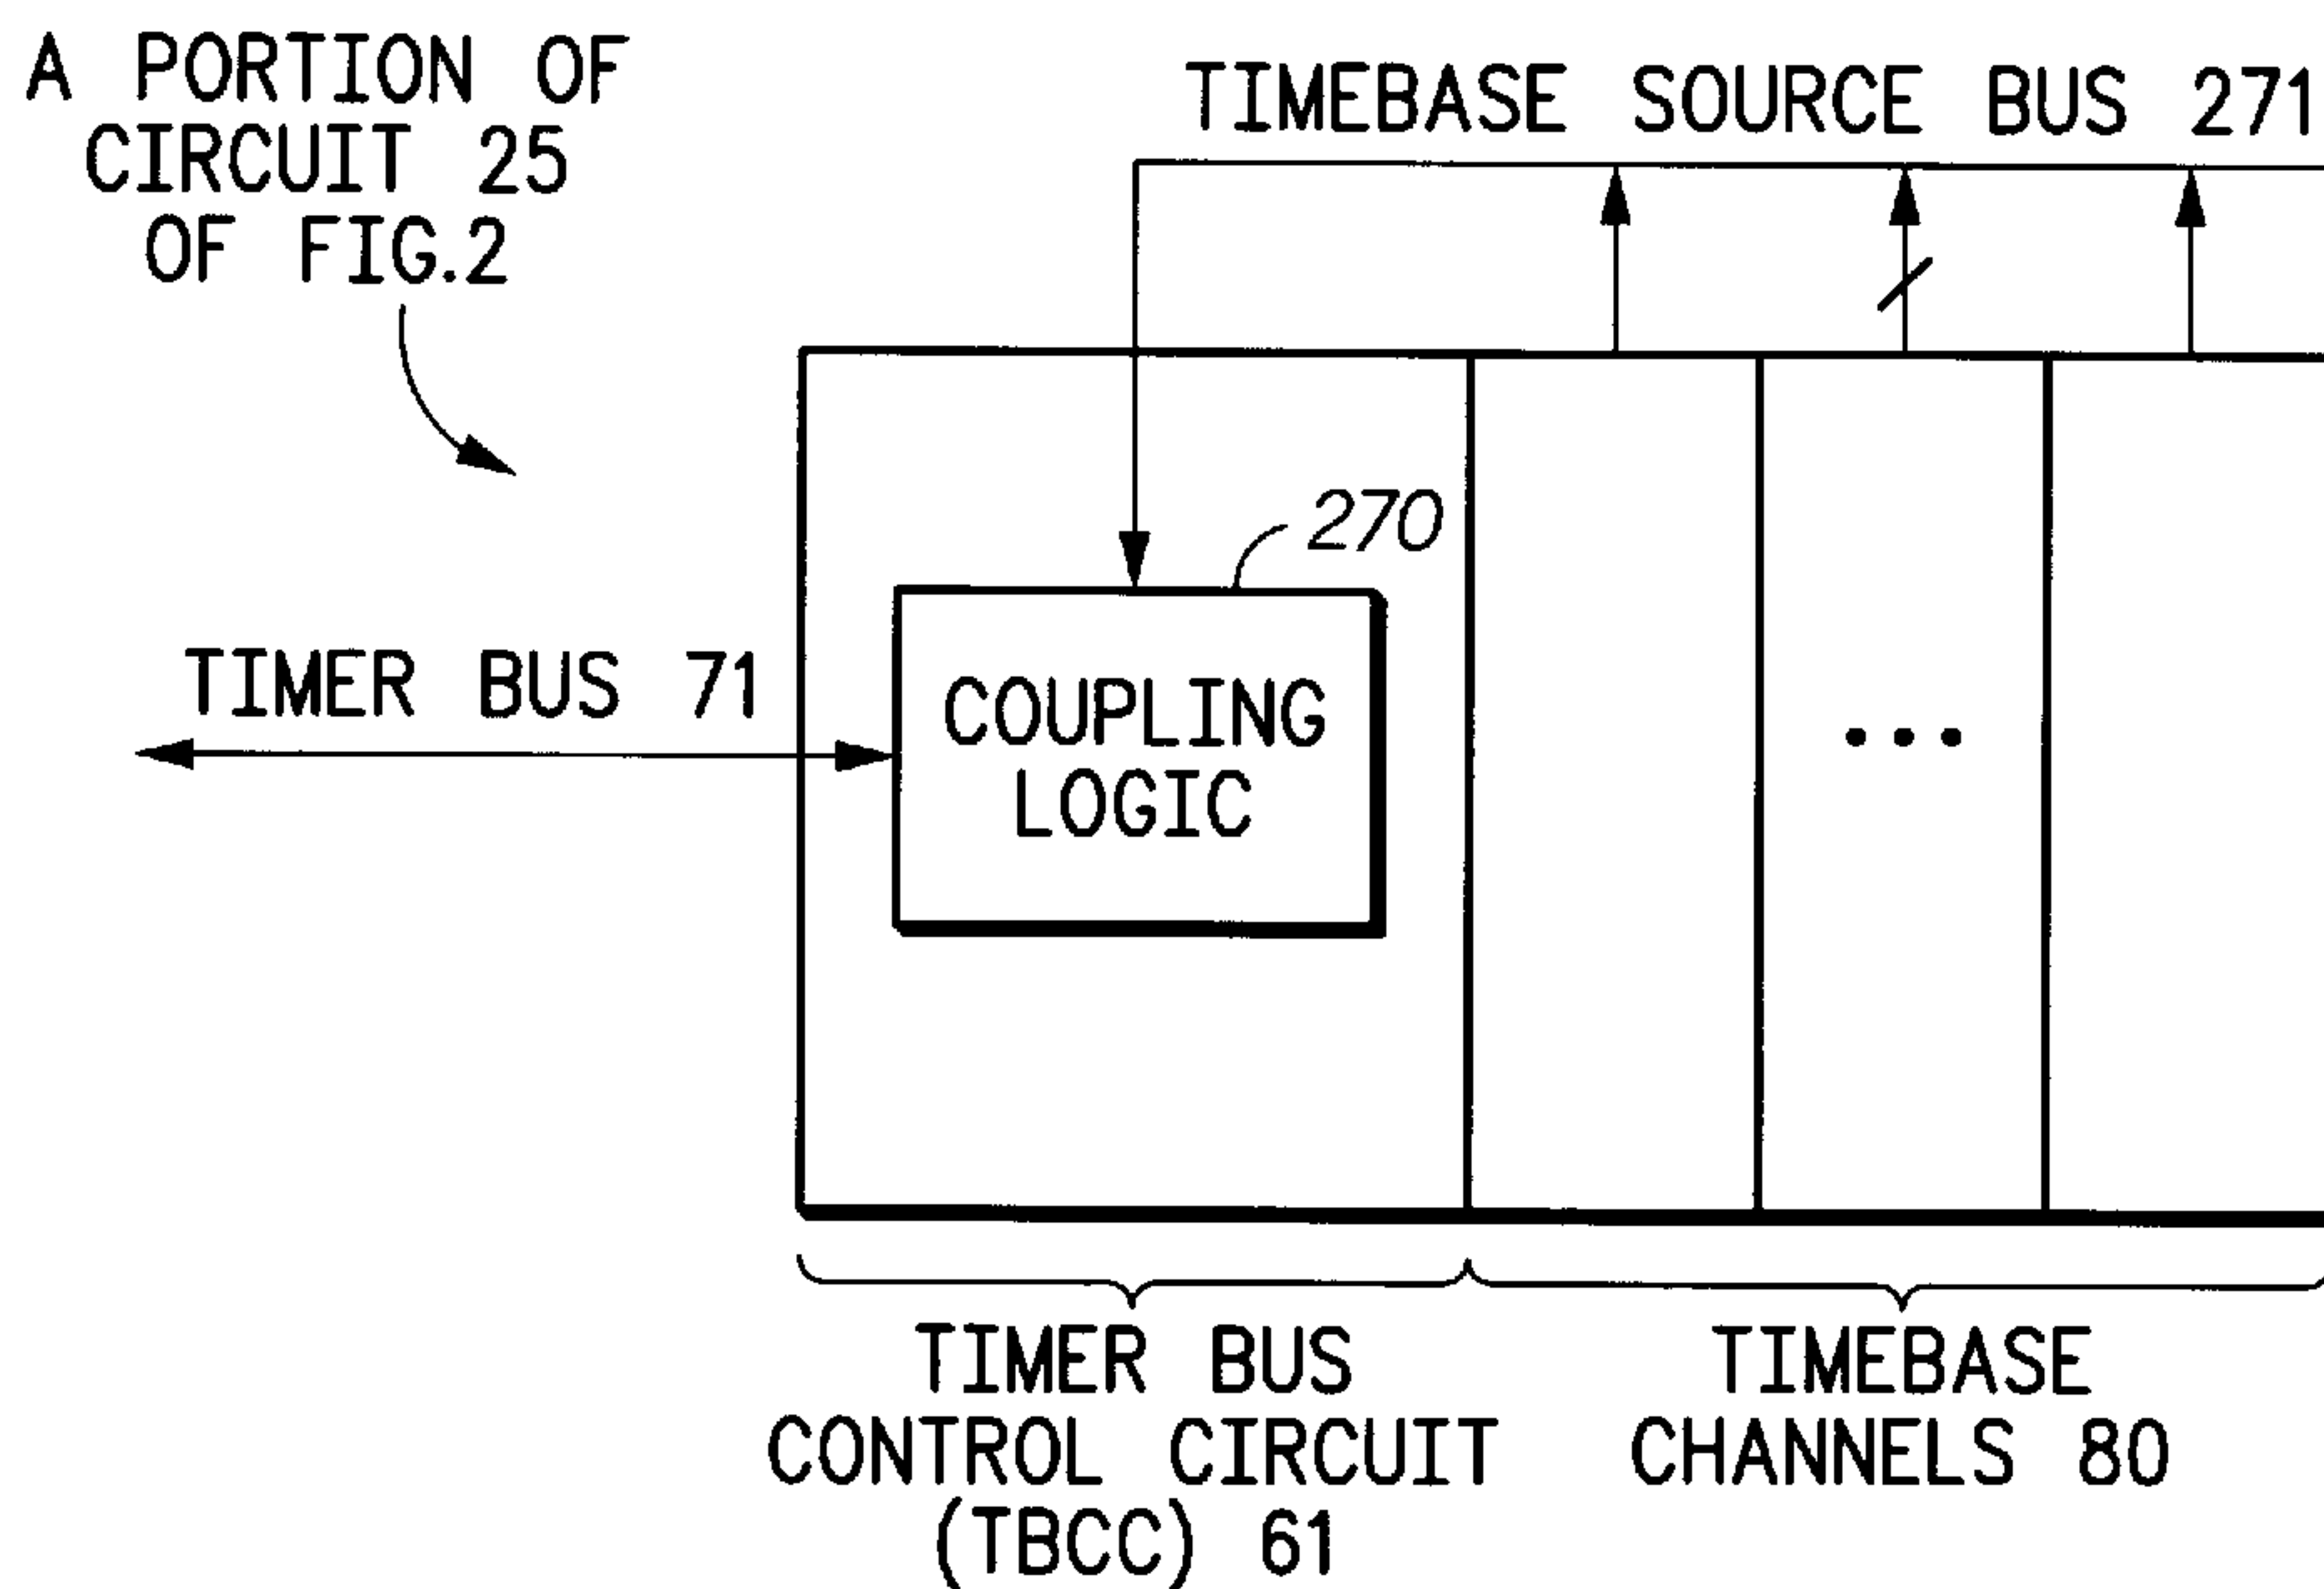 A PORTION OF
CIRCUIT 25
OF FIG.2
TIMEBASE SOURCE BUS 271
270
TIMER BUS 71
COUPLING
LOGIC
TIMER BUS
CONTROL CIRCUIT
(TBCC) 61
TIMEBASE
CHANNELS 80